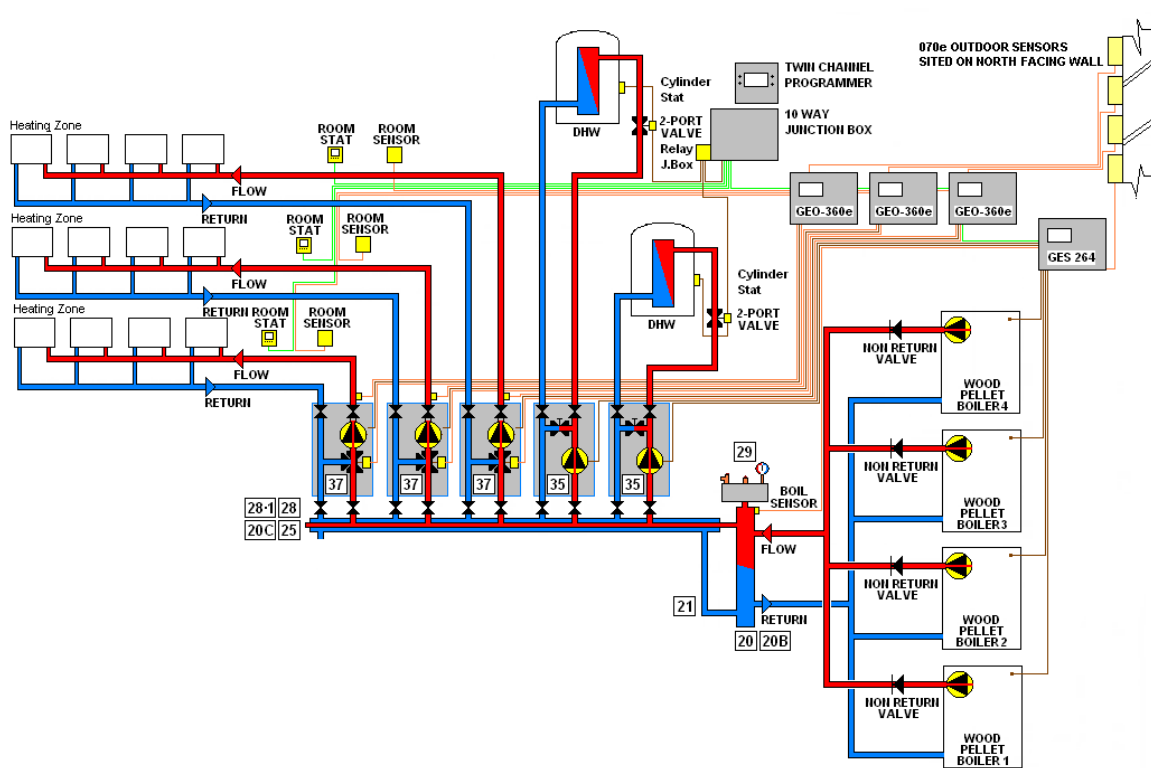 070e OUTDOOR SENSORS
SITED ON NORTH FACING WALL
TWIN CHANNEL
PROGRAMMER
Cylinder
Stat
2-PORT
VALVE
10 WAY
JUNCTION BOX
Relay
J.Box
DHW
Heating Zone
ROOM
STAT
ROOM
SENSOR
FLOW
RETURN
GEO-360e
GEO-360e
GEO-360e
GES 264
Heating Zone
ROOM
STAT
ROOM
SENSOR
FLOW
RETURN
Cylinder
Stat
2-PORT
VALVE
DHW
Heating Zone
ROOM
STAT
ROOM
SENSOR
FLOW
RETURN
NON RETURN
VALVE
WOOD
PELLET
BOILER 4
37
37
37
35
35
29
BOIL
SENSOR
NON RETURN
VALVE
WOOD
PELLET
BOILER 3
28·1
28
20C
25
FLOW
21
RETURN
20
20B
NON RETURN
VALVE
WOOD
PELLET
BOILER 2
NON RETURN
VALVE
WOOD
PELLET
BOILER 1